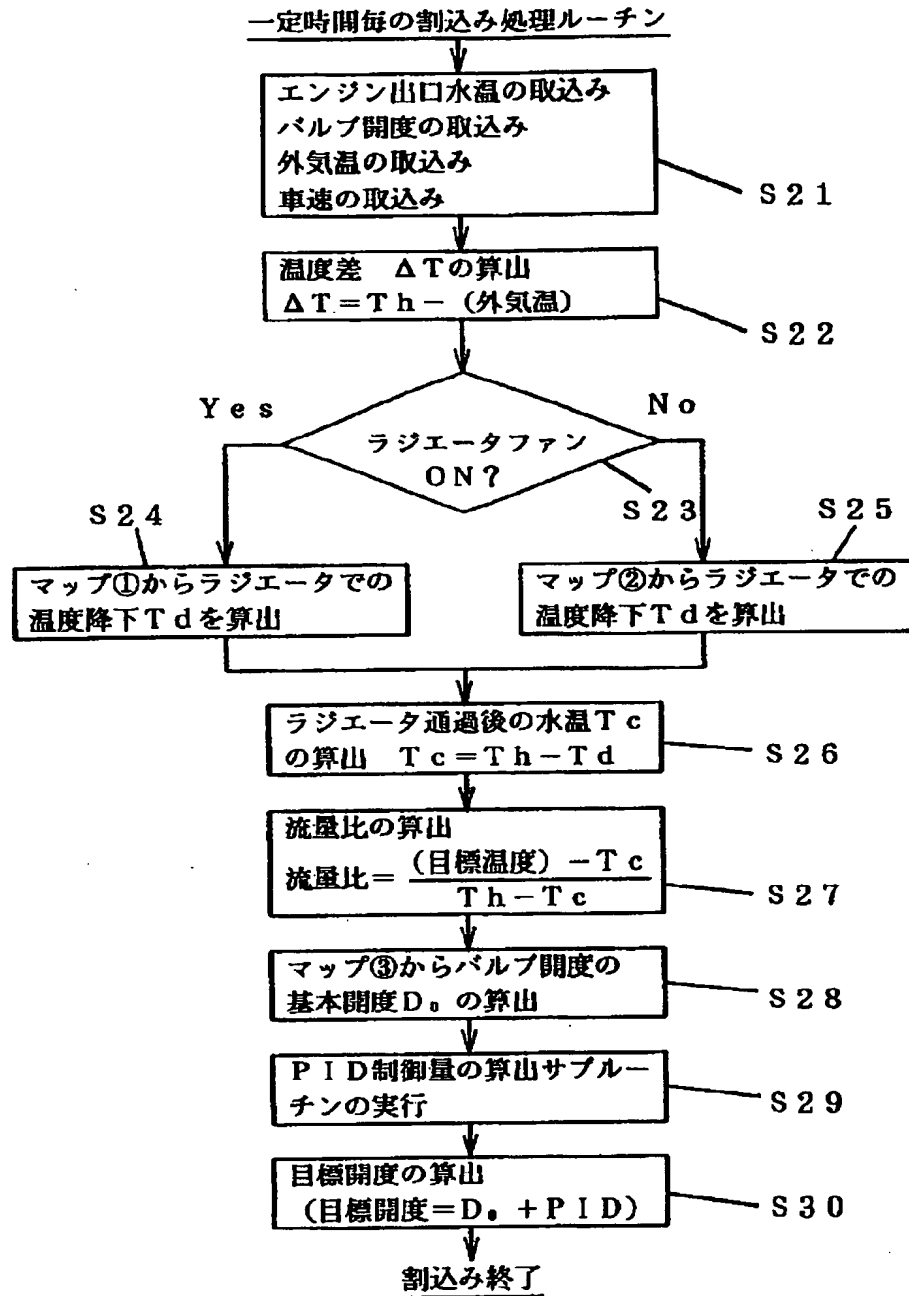 一定時間毎の割込み処理ルーチン
エンジン出口水温の取込み
バルブ開度の取込み
外気温の取込み
車速の取込み
S21
温度差 ΔTの算出
ΔT=Th-(外気温)
S22
Yes
No
ラジエータファン
ON?
S23
S24
S25
マップ①からラジエータでの
温度降下Tdを算出
マップ②からラジエータでの
温度降下Tdを算出
ラジエータ通過後の水温Tc
の算出 Tc=Th-Td
S26
流量比の算出
流量比=(目標温度)-Tc
Th-Tc
S27
マップ③からバルブ開度の
基本開度D₀の算出
S28
PID制御量の算出サブルー
チンの実行
S29
目標開度の算出
(目標開度=D₀+PID)
S30
割込み終了